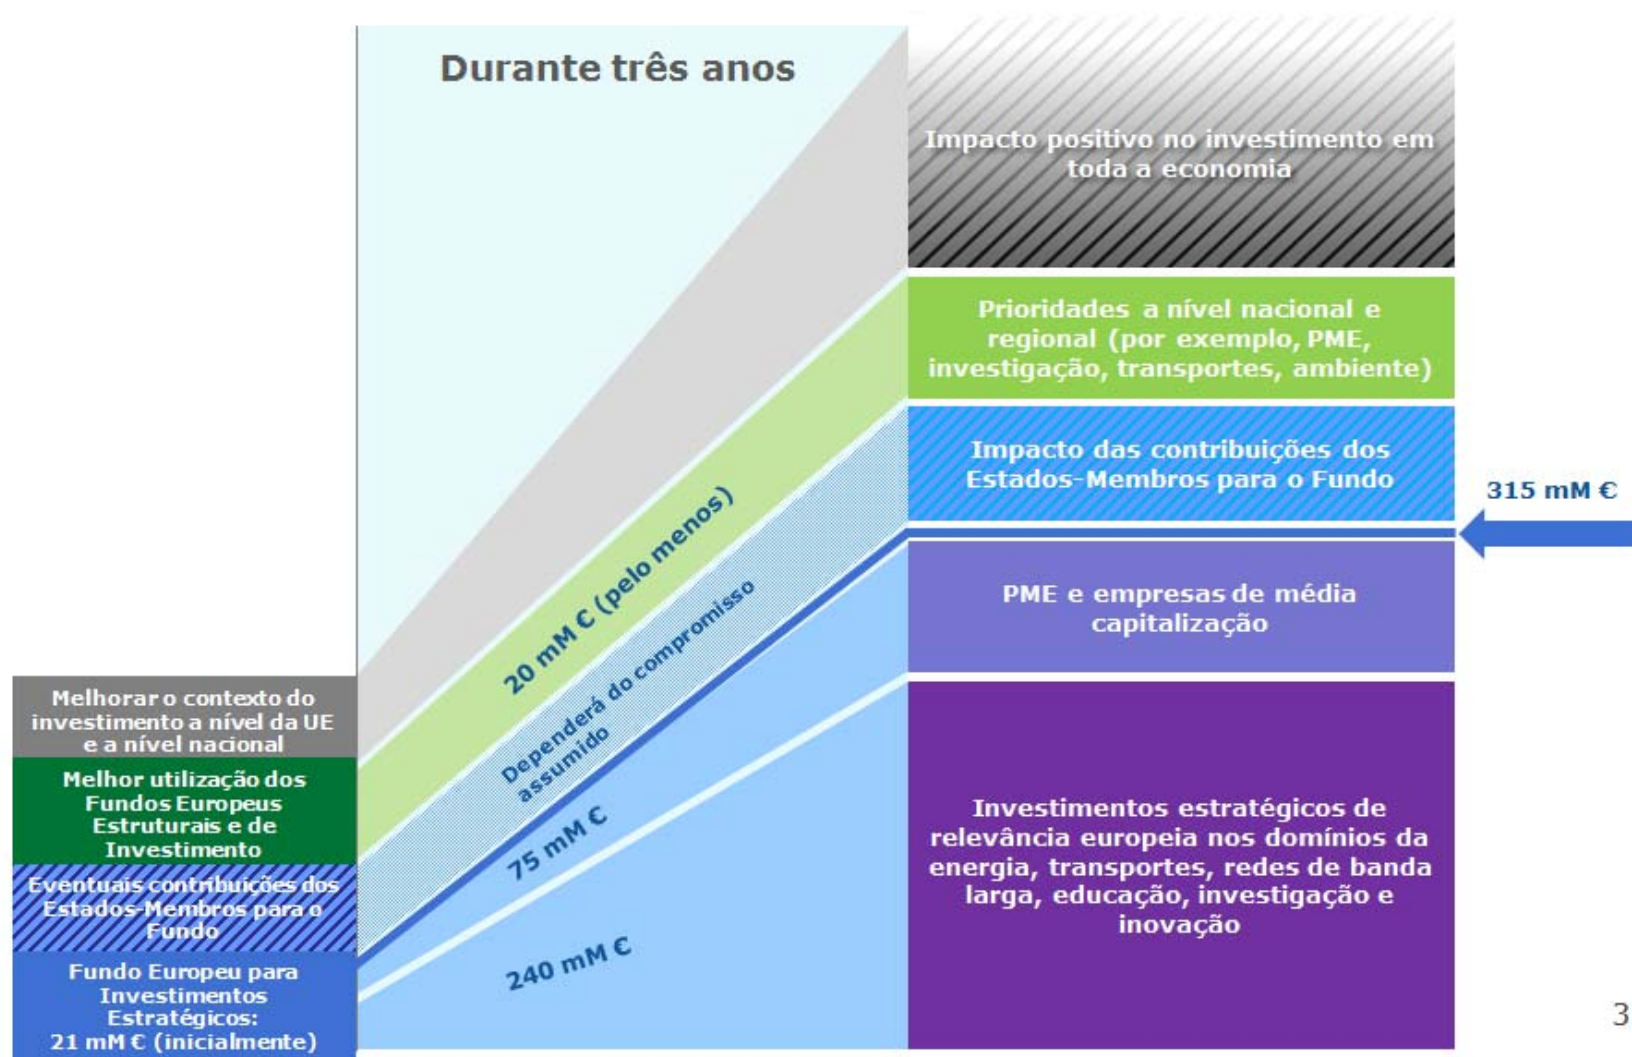 Durante três anos
Impacto positivo no investimento em
toda a economia
Prioridades a nível nacional e
regional (por exemplo, PME,
investigação, transportes, ambiente)
Impacto das contribuições dos
Estados-Membros para o Fundo
315 mM €
PME e empresas de média
capitalização
Investimentos estratégicos de
relevância europeia nos domínios da
energia, transportes, redes de banda
larga, educação, investigação e
inovação
20 mM € (pelo menos)
Dependerá do compromisso
assumido
75 mM €
240 mM €
Melhorar o contexto do
investimento a nível da UE
e a nível nacional
Melhor utilização dos
Fundos Europeus
Estruturais e de
Investimento
Eventuais contribuições dos
Estados-Membros para o
Fundo
Fundo Europeu para
Investimentos
Estratégicos:
21 mM € (inicialmente)
3